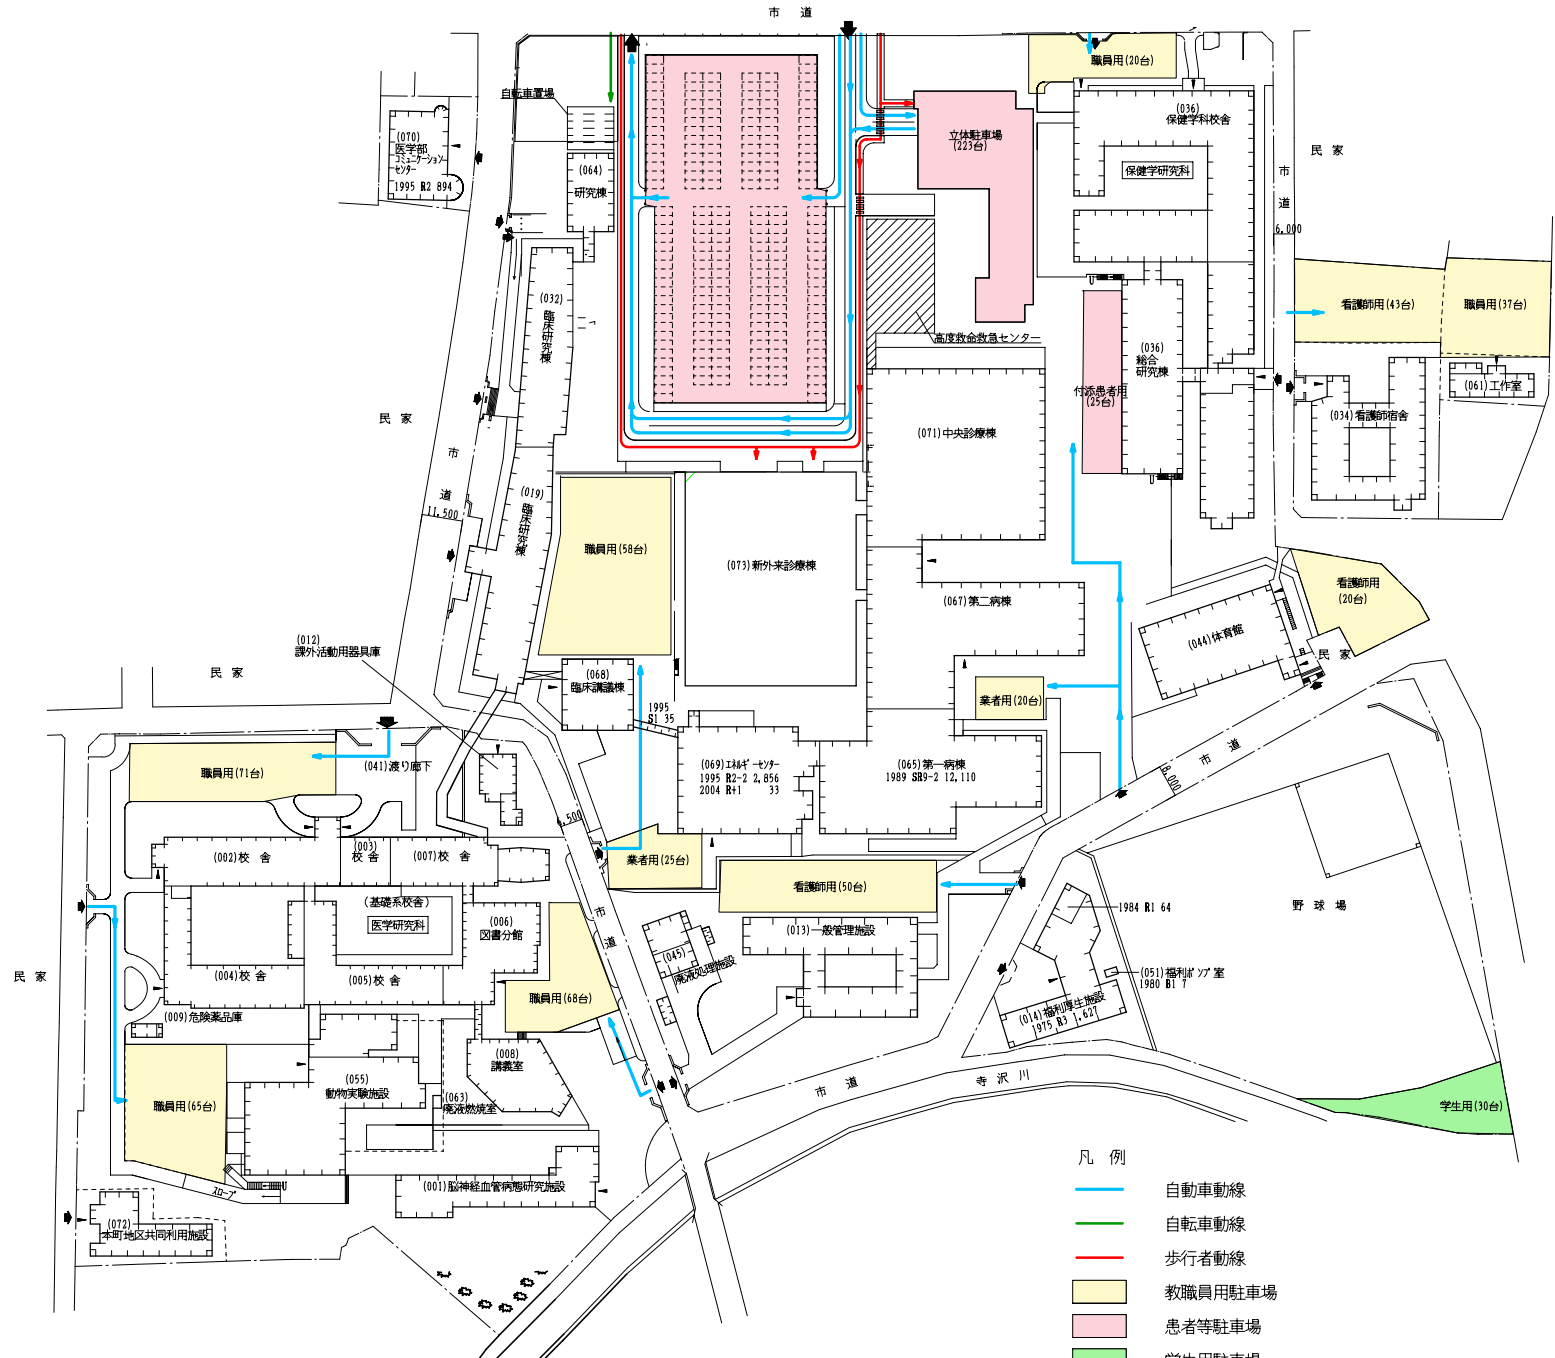 市 道
自転車置場
職員用(20台)
(070)
医学部
コミュニケーション
センター
1995 R2 894
(064)
研究棟
立体駐車場
(223台)
(036)
保健学科校舎
保健学研究科
民 家
市 道
6.000
(032)
臨床研究棟
看護師用(43台)
職員用(37台)
高度救命救急センター
(036)
総合
研究棟
付添患者用
(25台)
(061)工作室
(034)看護師宿舎
民 家
市 道
11.500
(071)中央診療棟
(019)
臨床研究棟
職員用(58台)
(073)新外来診療棟
(067)第二病棟
看護師用
(20台)
(044)体育館
民 家
(012)
課外活動用器具庫
民 家
(068)
臨床講義棟
1995
S1 35
業者用(20台)
職員用(71台)
(041)渡り廊下
(069)エネルギーセンター
1995 R2-2 2,856
2004 R+1 33
(065)第一病棟
1989 SR9-2 12,110
市 道
8.000
6.500
(002)校 舎
(003)
校 舎
(007)校 舎
業者用(25台)
看護師用(50台)
(基礎系校舎)
医学研究科
(006)
図書分館
市 道
(013)一般管理施設
1984 R1 64
野 球 場
民 家
(004)校 舎
(005)校 舎
(045)
廃液処理施設
(051)福利ポンプ室
1980 B1 7
職員用(68台)
(009)危険薬品庫
(014)福利厚生施設
1975 R3 1,627
(008)
講義室
(055)
動物実験施設
(063)
廃液燃焼室
職員用(65台)
市 道
寺 沢 川
学生用(30台)
スロープ
(001)脳神経血管病態研究施設
(072)
本町地区共同利用施設
凡 例
自動車動線
自転車動線
歩行者動線
教職員用駐車場
患者等駐車場
学生用駐車場